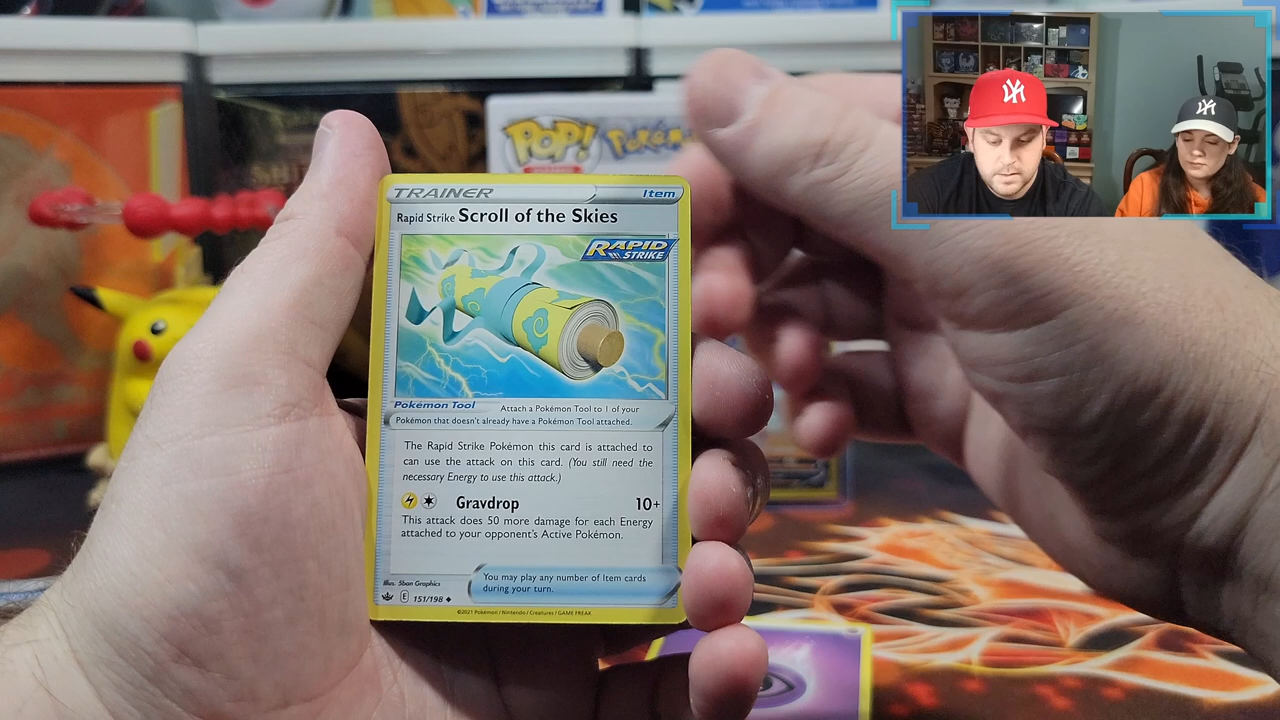 POP!
Pokémon
NY
NY
TRAINER
Item
Rapid Strike Scroll of the Skies
RAPID
STRIKE
Pokémon Tool
Attach a Pokémon Tool to 1 of your
Pokémon that doesn't already have a Pokémon Tool attached.
The Rapid Strike Pokémon this card is attached to
can use the attack on this card. (You still need the
necessary Energy to use this attack.)
Gravdrop 10+
This attack does 50 more damage for each Energy
attached to your opponent's Active Pokémon.
Illus. 5ban Graphics
You may play any number of Item cards
during your turn.
E 151/198
©2021 Pokémon / Nintendo / Creatures / GAME FREAK